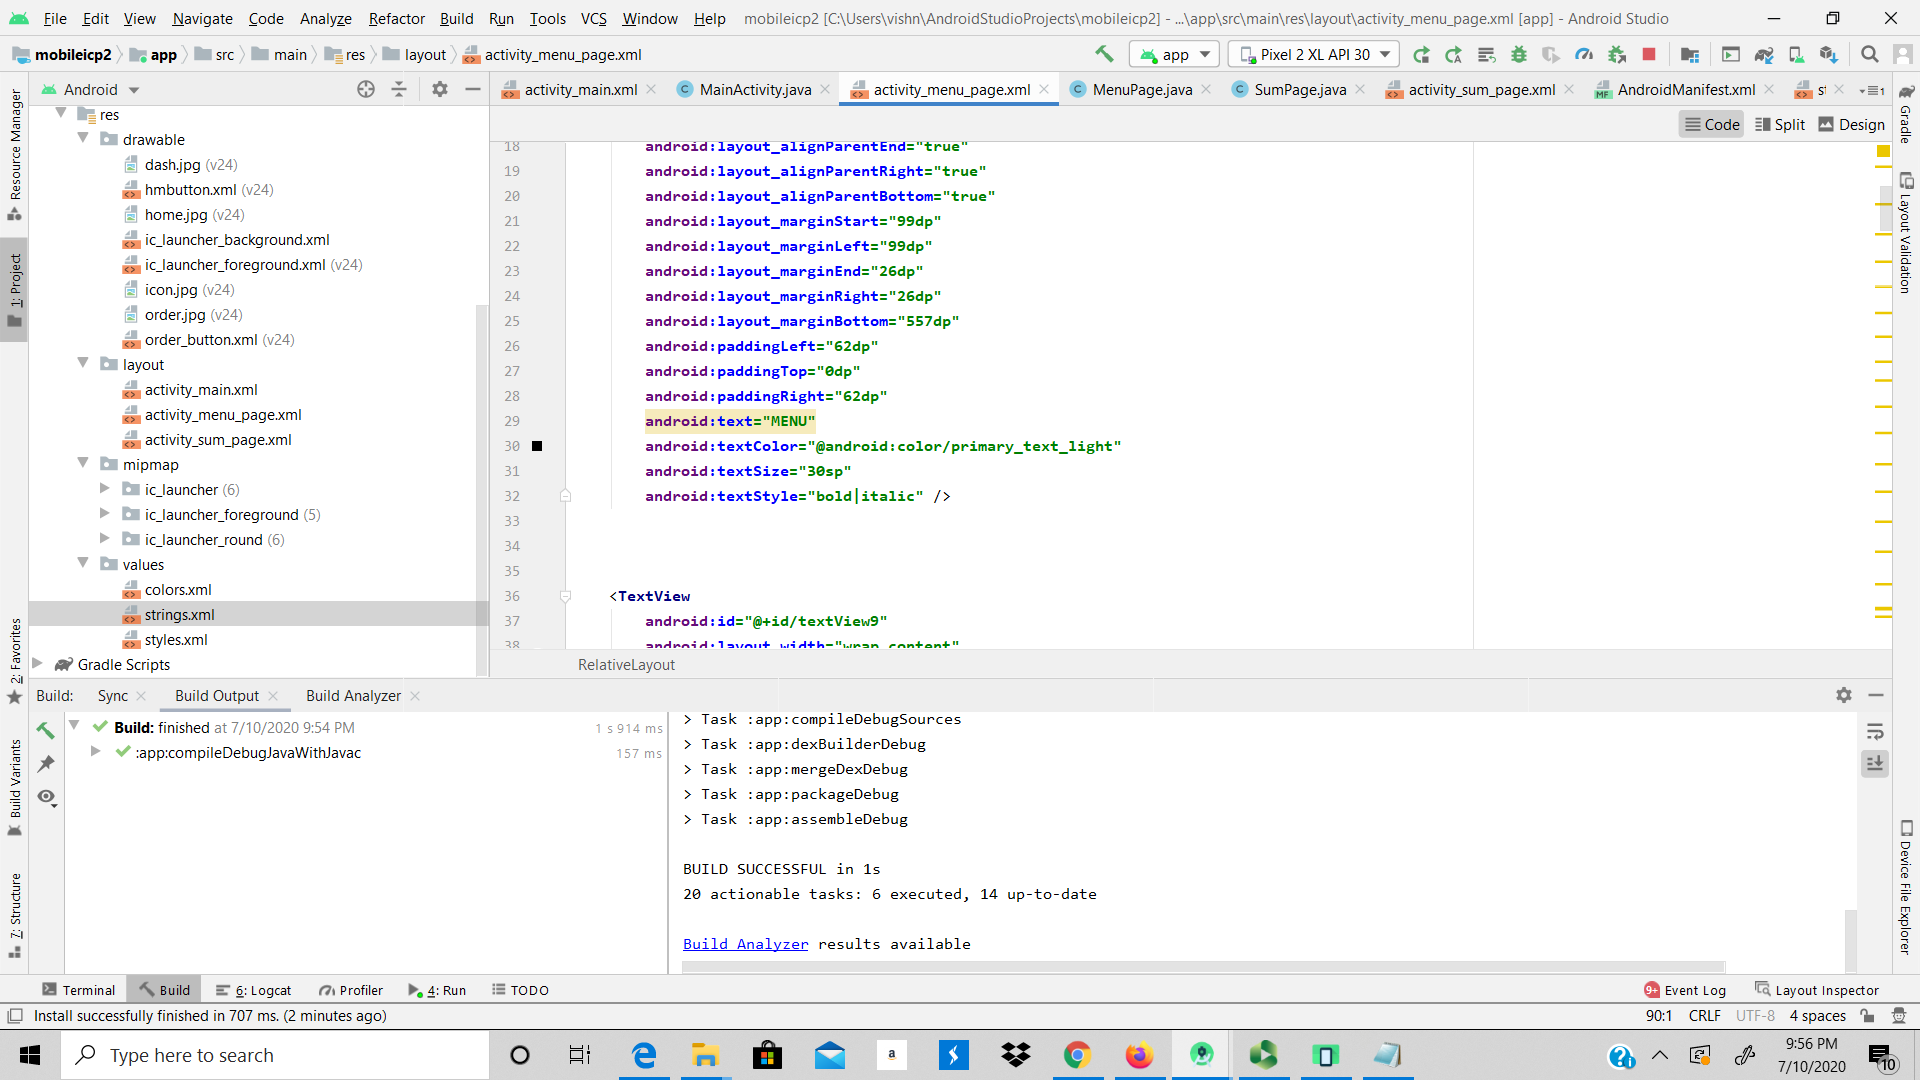 File Edit View Navigate Code Analyze Refactor Build Run Tools VCS Window Help mobileicp2 [C:\Users\vishn\AndroidStudioProjects\mobileicp2] - ...\app\src\main\res\layout\activity_menu_page.xml [app] - Android Studio
mobileicp2 app src main res layout activity_menu_page.xml app Pixel 2 XL API 30
Android activity_main.xml MainActivity.java activity_menu_page.xml MenuPage.java SumPage.java activity_sum_page.xml AndroidManifest.xml
Code Split Design
Resource Manager
1: Project
2: Favorites
Build Variants
7: Structure
res
drawable
dash.jpg (v24)
hmbutton.xml (v24)
home.jpg (v24)
ic_launcher_background.xml
ic_launcher_foreground.xml (v24)
icon.jpg (v24)
order.jpg (v24)
order_button.xml (v24)
layout
activity_main.xml
activity_menu_page.xml
activity_sum_page.xml
mipmap
ic_launcher (6)
ic_launcher_foreground (5)
ic_launcher_round (6)
values
colors.xml
strings.xml
styles.xml
Gradle Scripts
18 android:layout_alignParentEnd="true"
19 android:layout_alignParentRight="true"
20 android:layout_alignParentBottom="true"
21 android:layout_marginStart="99dp"
22 android:layout_marginLeft="99dp"
23 android:layout_marginEnd="26dp"
24 android:layout_marginRight="26dp"
25 android:layout_marginBottom="557dp"
26 android:paddingLeft="62dp"
27 android:paddingTop="0dp"
28 android:paddingRight="62dp"
29 android:text="MENU"
30 android:textColor="@android:color/primary_text_light"
31 android:textSize="30sp"
32 android:textStyle="bold|italic" />
33
34
35
36 <TextView
37 android:id="@+id/textView9"
38 android:layout_width="wrap_content"
RelativeLayout
Gradle
Layout Validation
Device File Explorer
Build: Sync Build Output Build Analyzer
Build: finished at 7/10/2020 9:54 PM 1 s 914 ms
:app:compileDebugJavaWithJavac 157 ms
> Task :app:compileDebugSources
> Task :app:dexBuilderDebug
> Task :app:mergeDexDebug
> Task :app:packageDebug
> Task :app:assembleDebug
BUILD SUCCESSFUL in 1s
20 actionable tasks: 6 executed, 14 up-to-date
Build Analyzer results available
Terminal Build 6: Logcat Profiler 4: Run TODO 9+ Event Log Layout Inspector
Install successfully finished in 707 ms. (2 minutes ago) 90:1 CRLF UTF-8 4 spaces
Type here to search
9:56 PM
7/10/2020
10